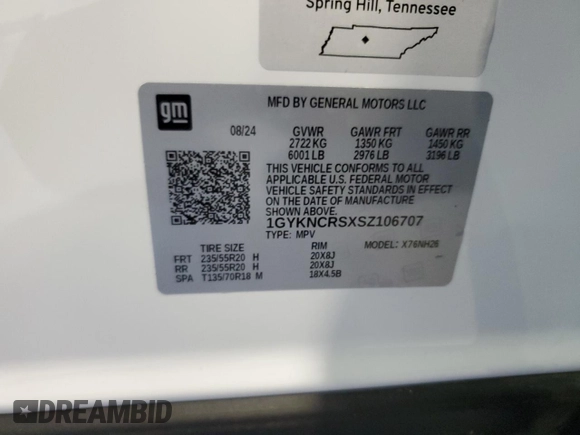 Spring Hill, Tennessee
gm
MFD BY GENERAL MOTORS LLC
08/24 GVWR GAWR FRT GAWR RR
2722 KG 1350 KG 1450 KG
6001 LB 2976 LB 3196 LB
THIS VEHICLE CONFORMS TO ALL
APPLICABLE U.S. FEDERAL MOTOR
VEHICLE SAFETY STANDARDS IN EFFECT
ON THE DATE OF MANUFACTURE SHOWN
ABOVE.
1GYKNCRSXSZ106707
TYPE: MPV MODEL: X76NH26
TIRE SIZE RIM
FRT 235/55R20 H 20X8J
RR 235/55R20 H 20X8J
SPA T135/70R18 M 18X4.5B
DREAMBID